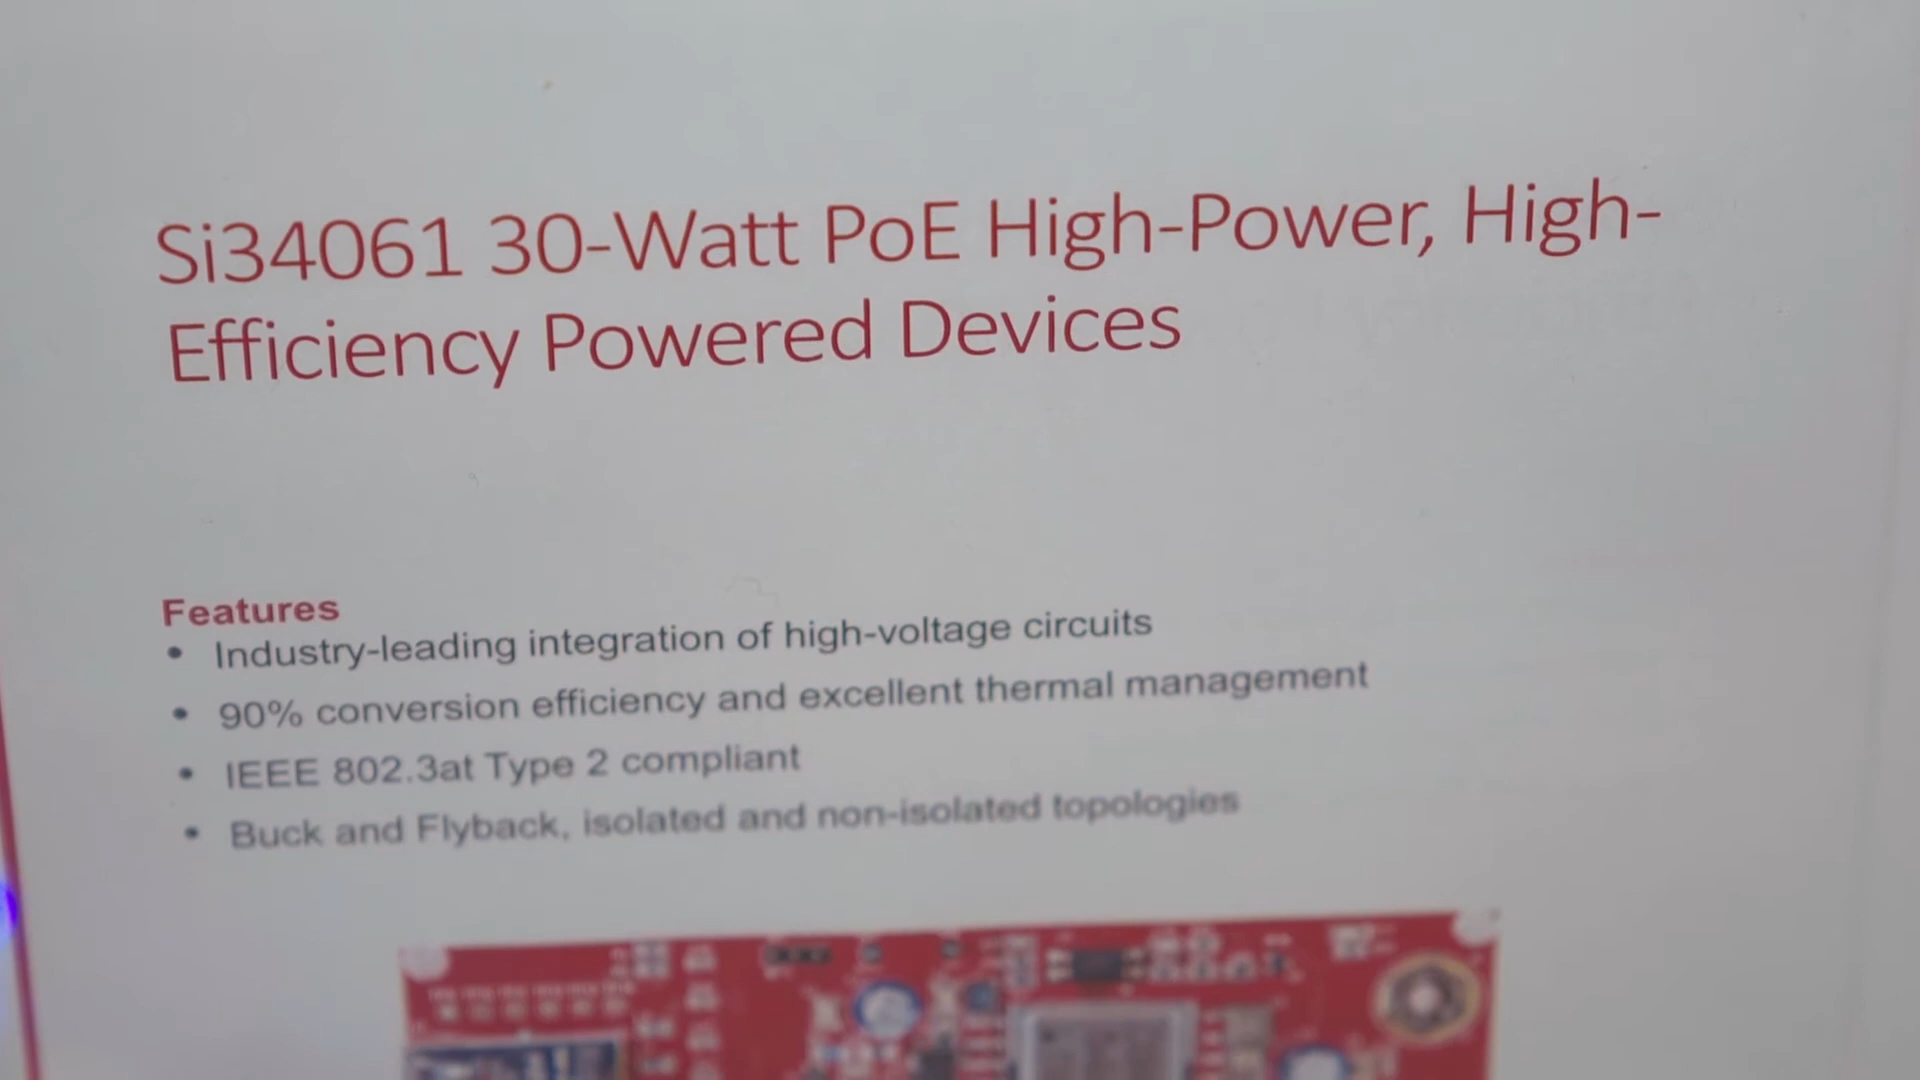 Si34061 30-Watt PoE High-Power, High-
Efficiency Powered Devices
Features
• Industry-leading integration of high-voltage circuits
• 90% conversion efficiency and excellent thermal management
• IEEE 802.3at Type 2 compliant
• Buck and Flyback, isolated and non-isolated topologies